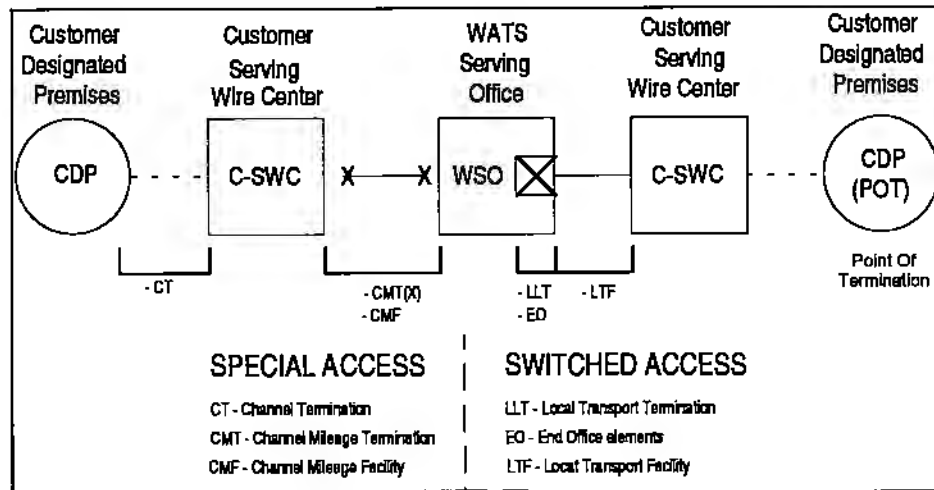 Customer
Designated
Premises
Customer
Serving
Wire Center
WATS
Serving
Office
Customer
Serving
Wire Center
Customer
Designated
Premises
CDP
C-SWC
X
X
WSO
C-SWC
CDP
(POT)
Point Of
Termination
- CT
- CMT(X)
- CMF
- LLT
- EO
- LTF
SPECIAL ACCESS
CT - Channel Termination
CMT - Channel Mileage Termination
CMF - Channel Mileage Facility
SWITCHED ACCESS
LLT - Local Transport Termination
EO - End Office elements
LTF - Local Transport Facility